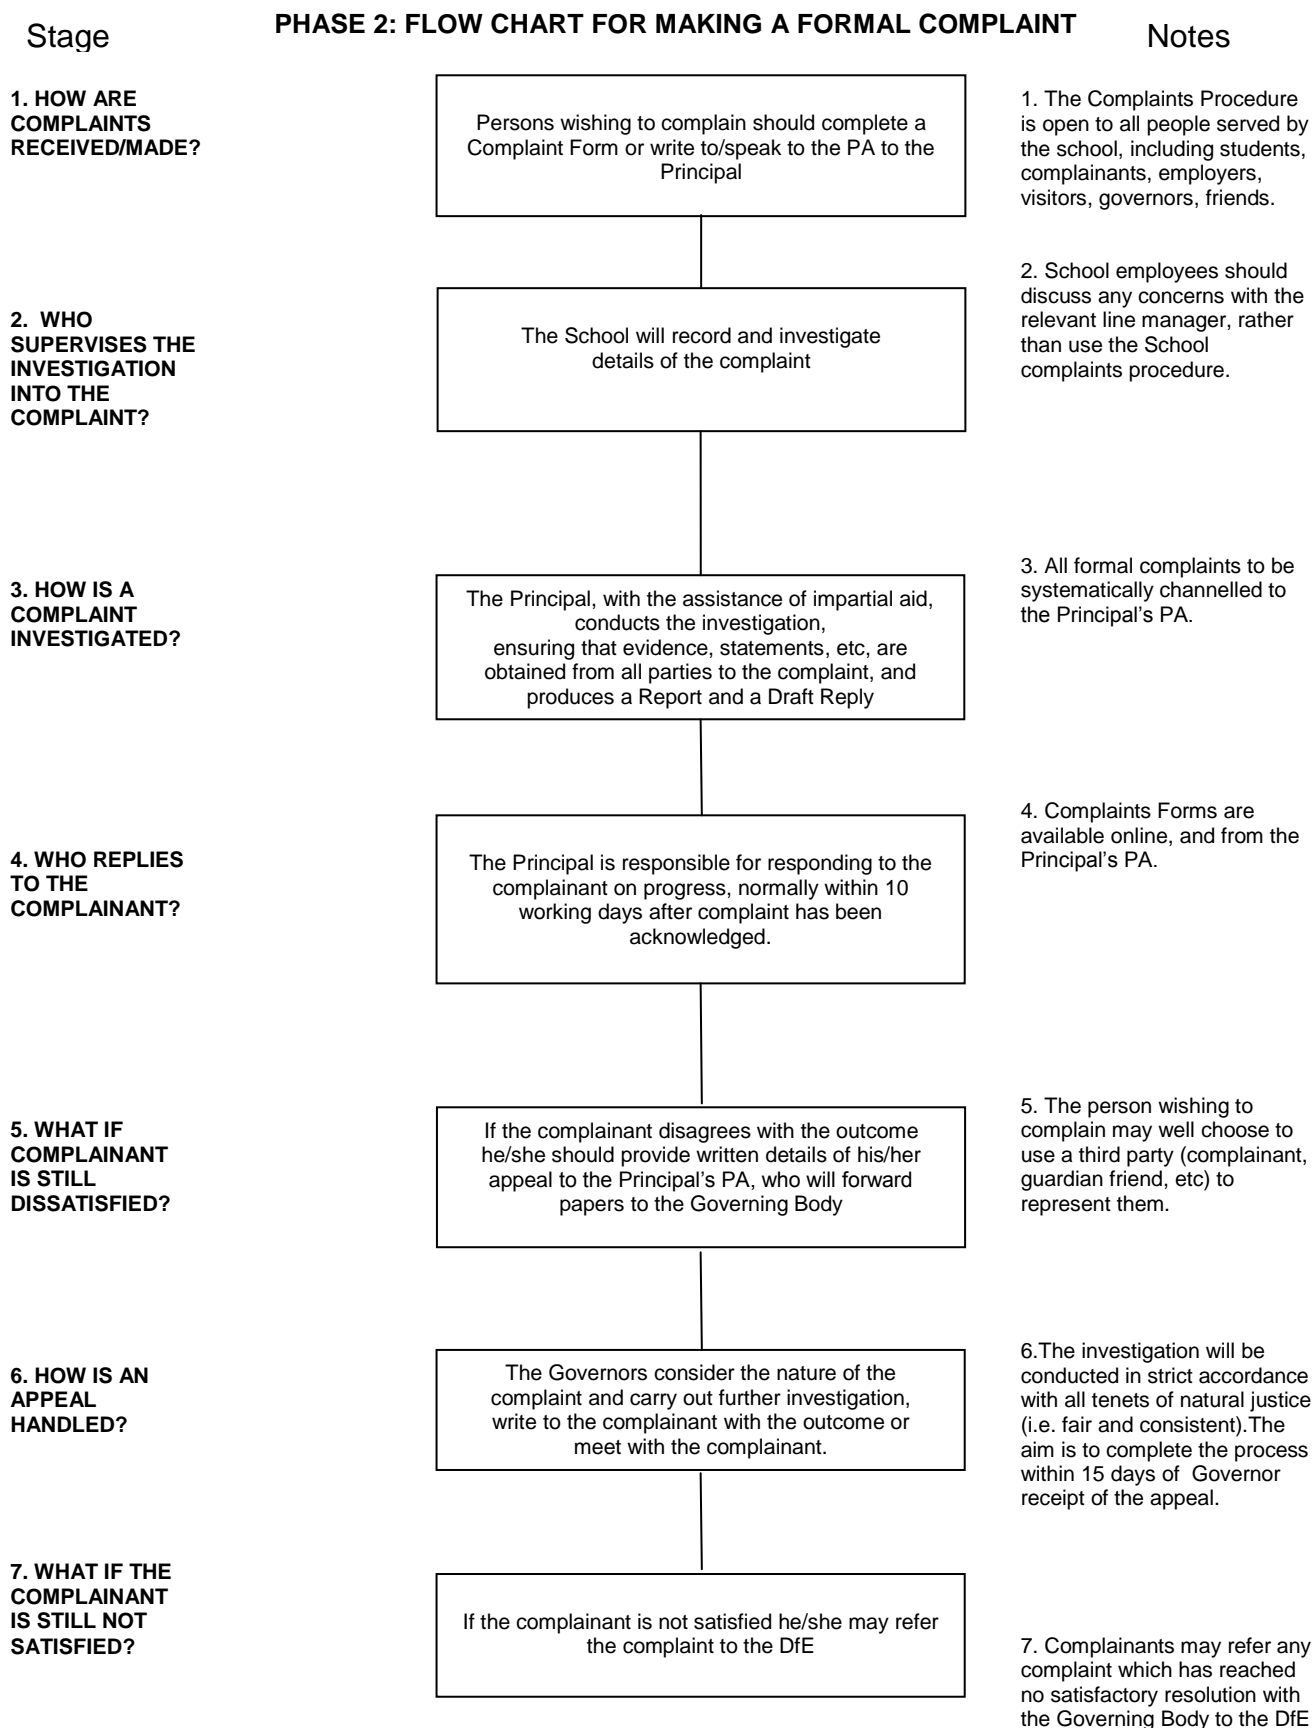 PHASE 2: FLOW CHART FOR MAKING A FORMAL COMPLAINT
Stage
Notes
1. HOW ARE
COMPLAINTS
RECEIVED/MADE?
Persons wishing to complain should complete a
Complaint Form or write to/speak to the PA to the
Principal
1. The Complaints Procedure
is open to all people served by
the school, including students,
complainants, employers,
visitors, governors, friends.
2. WHO
SUPERVISES THE
INVESTIGATION
INTO THE
COMPLAINT?
The School will record and investigate
details of the complaint
2. School employees should
discuss any concerns with the
relevant line manager, rather
than use the School
complaints procedure.
3. HOW IS A
COMPLAINT
INVESTIGATED?
The Principal, with the assistance of impartial aid,
conducts the investigation,
ensuring that evidence, statements, etc, are
obtained from all parties to the complaint, and
produces a Report and a Draft Reply
3. All formal complaints to be
systematically channelled to
the Principal's PA.
4. WHO REPLIES
TO THE
COMPLAINANT?
The Principal is responsible for responding to the
complainant on progress, normally within 10
working days after complaint has been
acknowledged.
4. Complaints Forms are
available online, and from the
Principal's PA.
5. WHAT IF
COMPLAINANT
IS STILL
DISSATISFIED?
If the complainant disagrees with the outcome
he/she should provide written details of his/her
appeal to the Principal's PA, who will forward
papers to the Governing Body
5. The person wishing to
complain may well choose to
use a third party (complainant,
guardian friend, etc) to
represent them.
6. HOW IS AN
APPEAL
HANDLED?
The Governors consider the nature of the
complaint and carry out further investigation,
write to the complainant with the outcome or
meet with the complainant.
6.The investigation will be
conducted in strict accordance
with all tenets of natural justice
(i.e. fair and consistent).The
aim is to complete the process
within 15 days of  Governor
receipt of the appeal.
7. WHAT IF THE
COMPLAINANT
IS STILL NOT
SATISFIED?
If the complainant is not satisfied he/she may refer
the complaint to the DfE
7. Complainants may refer any
complaint which has reached
no satisfactory resolution with
the Governing Body to the DfE